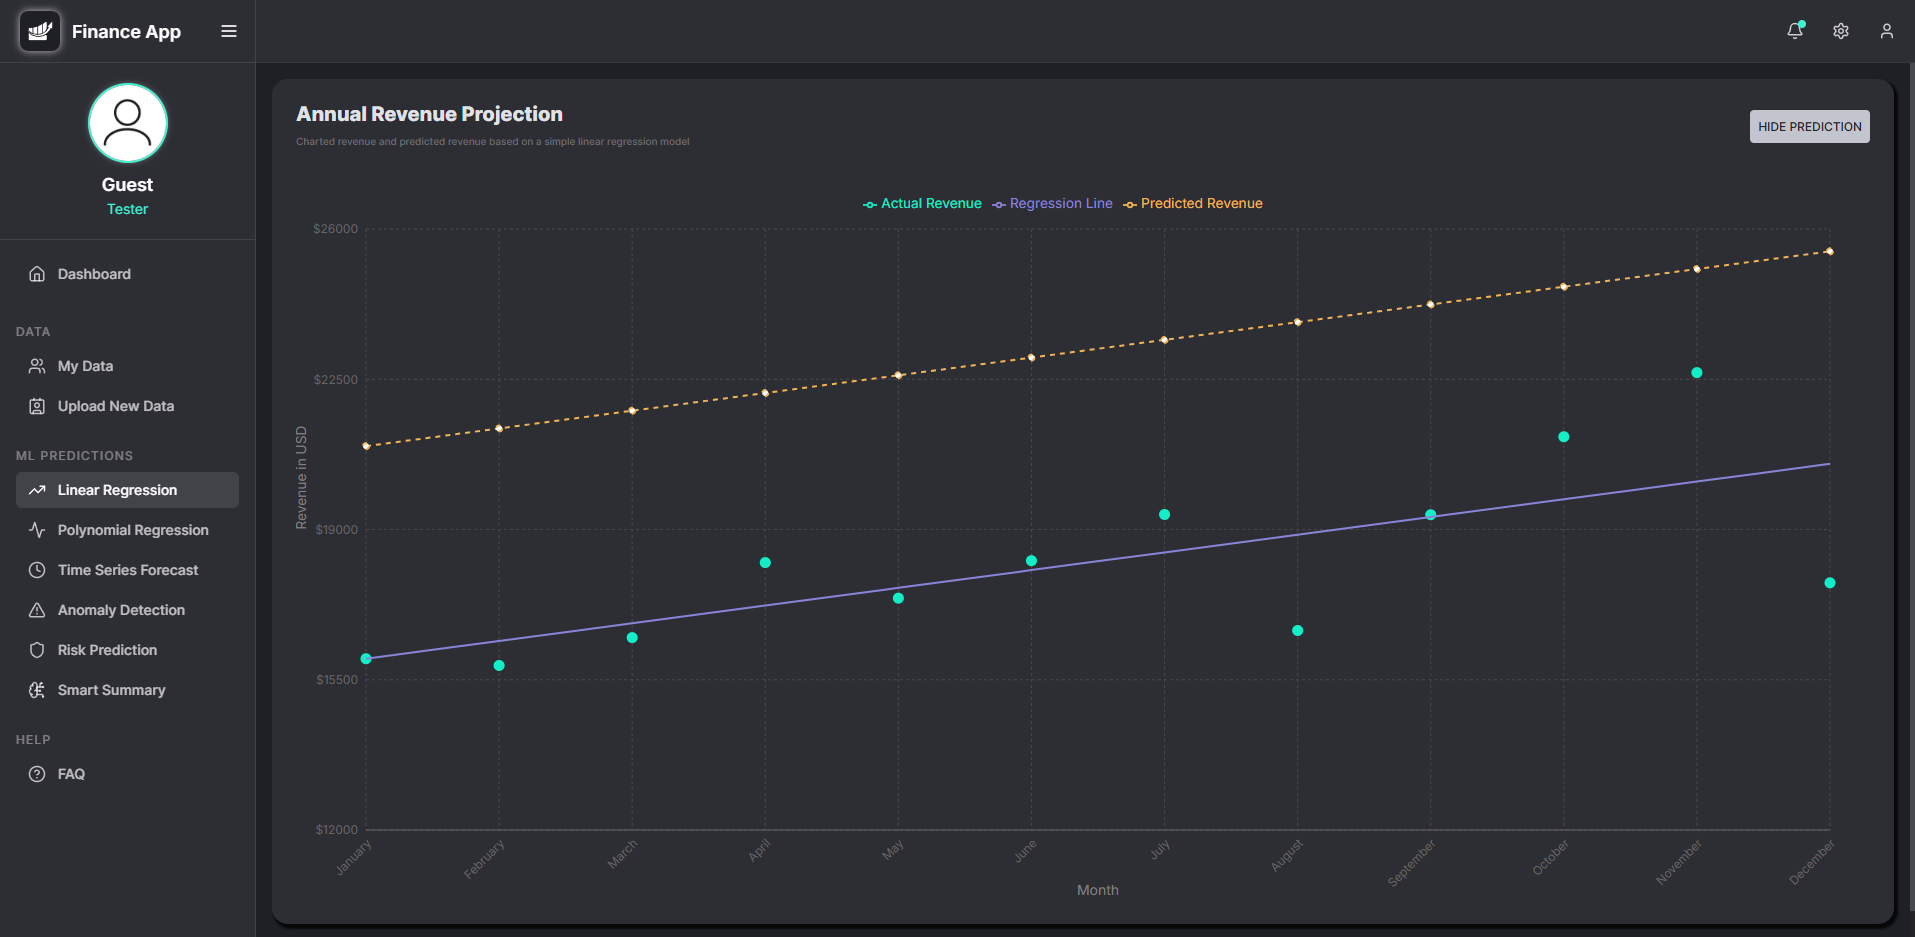 Finance App
Guest
Tester
Dashboard
DATA
My Data
Upload New Data
ML PREDICTIONS
Linear Regression
Polynomial Regression
Time Series Forecast
Anomaly Detection
Risk Prediction
Smart Summary
HELP
FAQ
Annual Revenue Projection
Charted revenue and predicted revenue based on a simple linear regression model
HIDE PREDICTION
Actual Revenue Regression Line Predicted Revenue
$26000
$22500
$19000
$15500
$12000
Revenue in USD
January February March April May June July August September October November December
Month